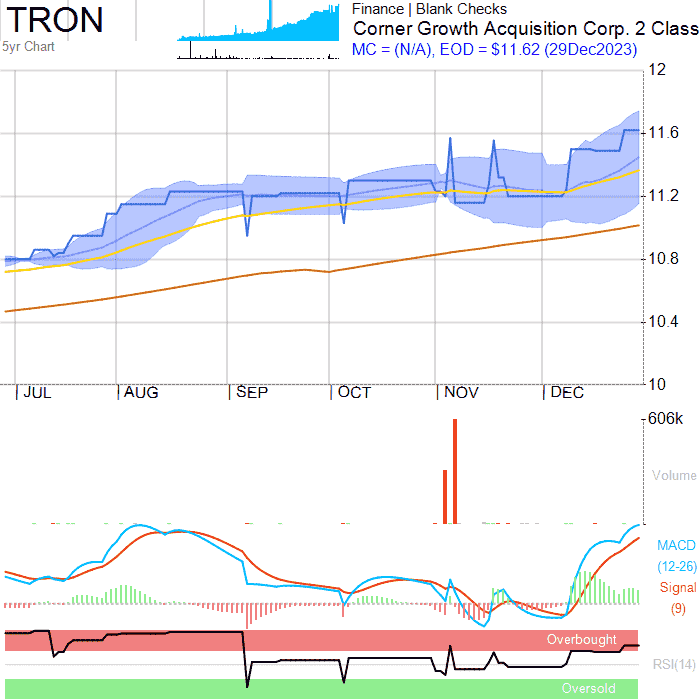 TRON
5yr Chart
Finance | Blank Checks
Corner Growth Acquisition Corp. 2 Class
MC = (N/A), EOD = $11.62 (29Dec2023)
12
11.6
11.2
10.8
10.4
10
JUL
AUG
SEP
OCT
NOV
DEC
606k
Volume
MACD
(12-26)
Signal
(9)
Overbought
RSI(14)
Oversold